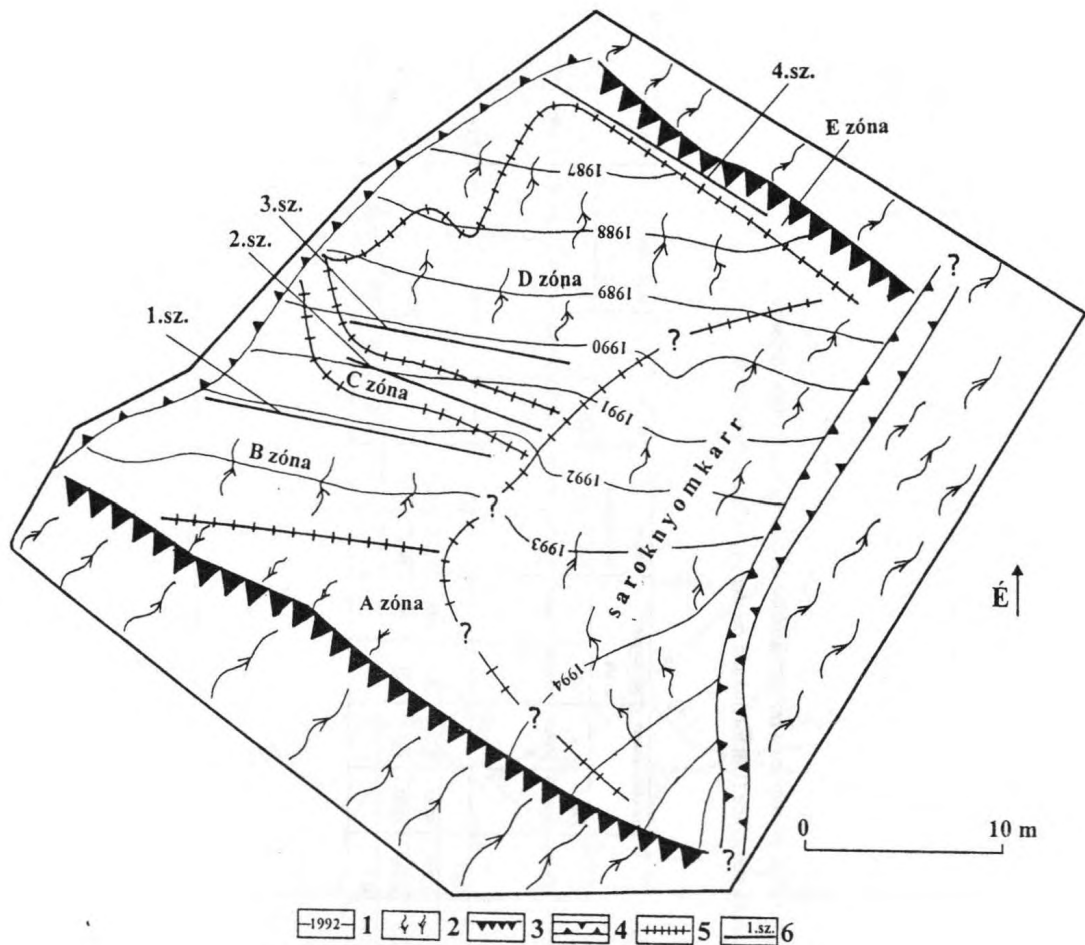 4.sz.
E zóna
1987
3.sz.
2.sz.
1988
?
D zóna
1989
1.sz.
1990
?
C zóna
1991
B zóna
1992
?
saroknyomkarr
1993
A zóna
É
?
1994
?
0 10 m
?
1992 1 2 3 4 5 1.sz. 6